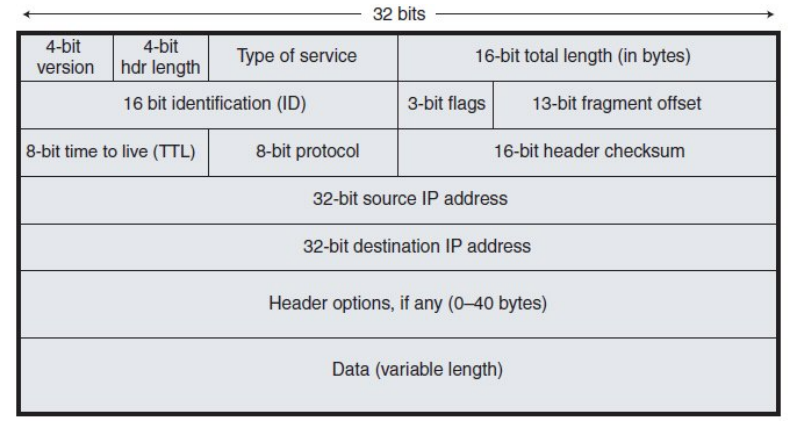 32 bits
4-bit
version
4-bit
hdr length
Type of service
16-bit total length (in bytes)
16 bit identification (ID)
3-bit flags
13-bit fragment offset
8-bit time to live (TTL)
8-bit protocol
16-bit header checksum
32-bit source IP address
32-bit destination IP address
Header options, if any (0–40 bytes)
Data (variable length)